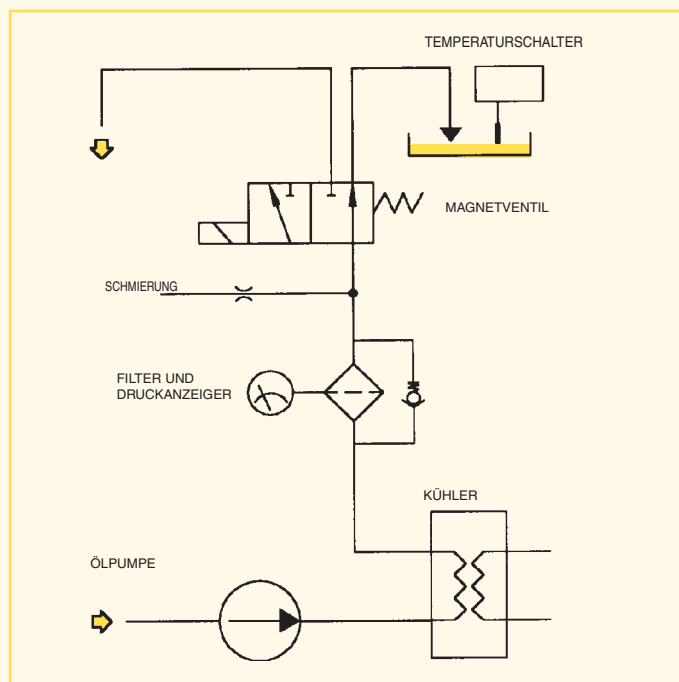 TEMPERATURSCHALTER
MAGNETVENTIL
SCHMIERUNG
FILTER UND
DRUCKANZEIGER
KÜHLER
ÖLPUMPE